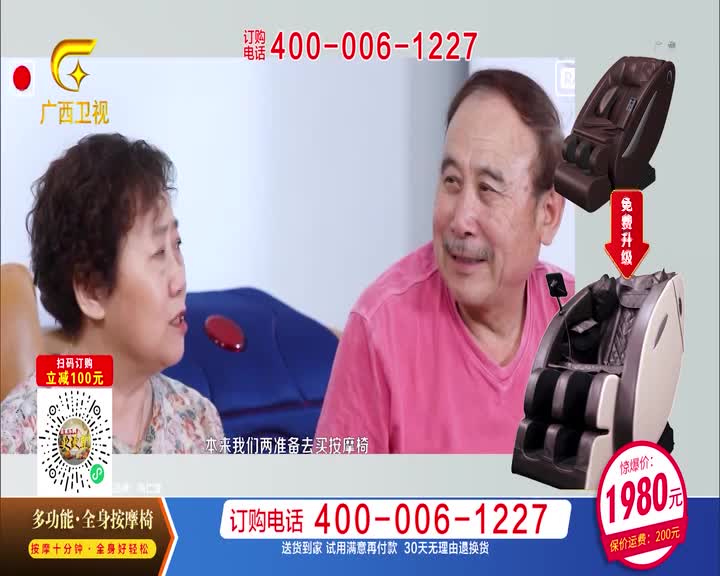 订购电话 400-006-1227
广西卫视
免费升级
扫码订购
立减100元
本来我们两准备去买按摩椅
惊爆价：
1980元
保价运费：200元
多功能·全身按摩椅
按摩十分钟·全身好轻松
订购电话 400-006-1227
送货到家 试用满意再付款 30天无理由退换货